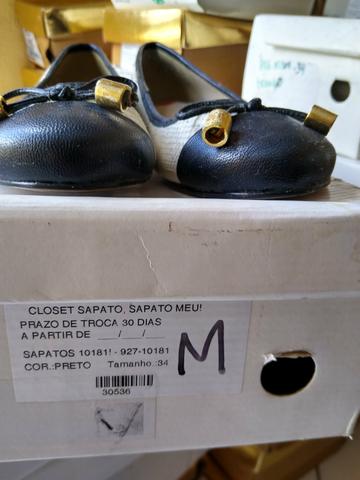 CLOSET SAPATO, SAPATO MEU!
PRAZO DE TROCA 30 DIAS
A PARTIR DE ___/___/___
SAPATOS 10181! - 927-10181
COR.:PRETO Tamanho.:34
30536
M